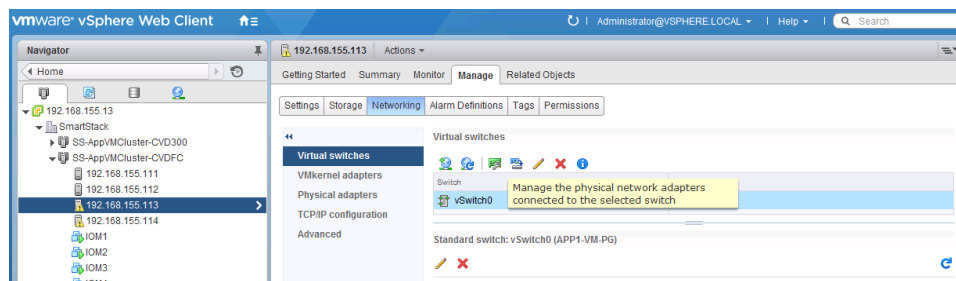 vmware® vSphere Web Client
Administrator@VSPHERE.LOCAL
Help
Search
Navigator
192.168.155.113 Actions
Home
Getting Started Summary Monitor Manage Related Objects
Settings Storage Networking Alarm Definitions Tags Permissions
192.168.155.13
SmartStack
SS-AppVMCluster-CVD300
SS-AppVMCluster-CVDFC
192.168.155.111
192.168.155.112
192.168.155.113
192.168.155.114
IOM1
IOM2
IOM3
Virtual switches
VMkernel adapters
Physical adapters
TCP/IP configuration
Advanced
Virtual switches
Switch
vSwitch0
Manage the physical network adapters
connected to the selected switch
Standard switch: vSwitch0 (APP1-VM-PG)